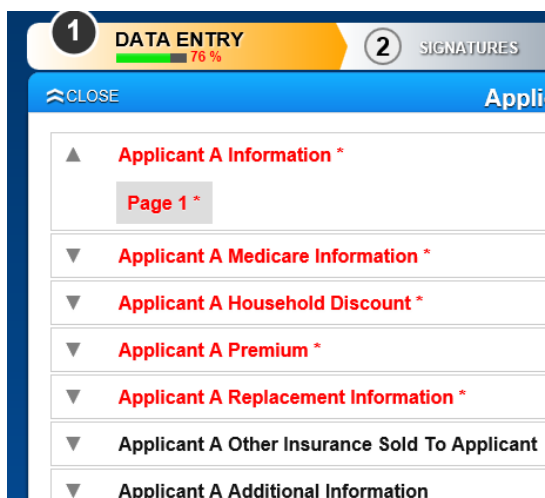 1 DATA ENTRY
76 %
2 SIGNATURES
CLOSE
Appli
Applicant A Information *
Page 1 *
Applicant A Medicare Information *
Applicant A Household Discount *
Applicant A Premium *
Applicant A Replacement Information *
Applicant A Other Insurance Sold To Applicant
Applicant A Additional Information